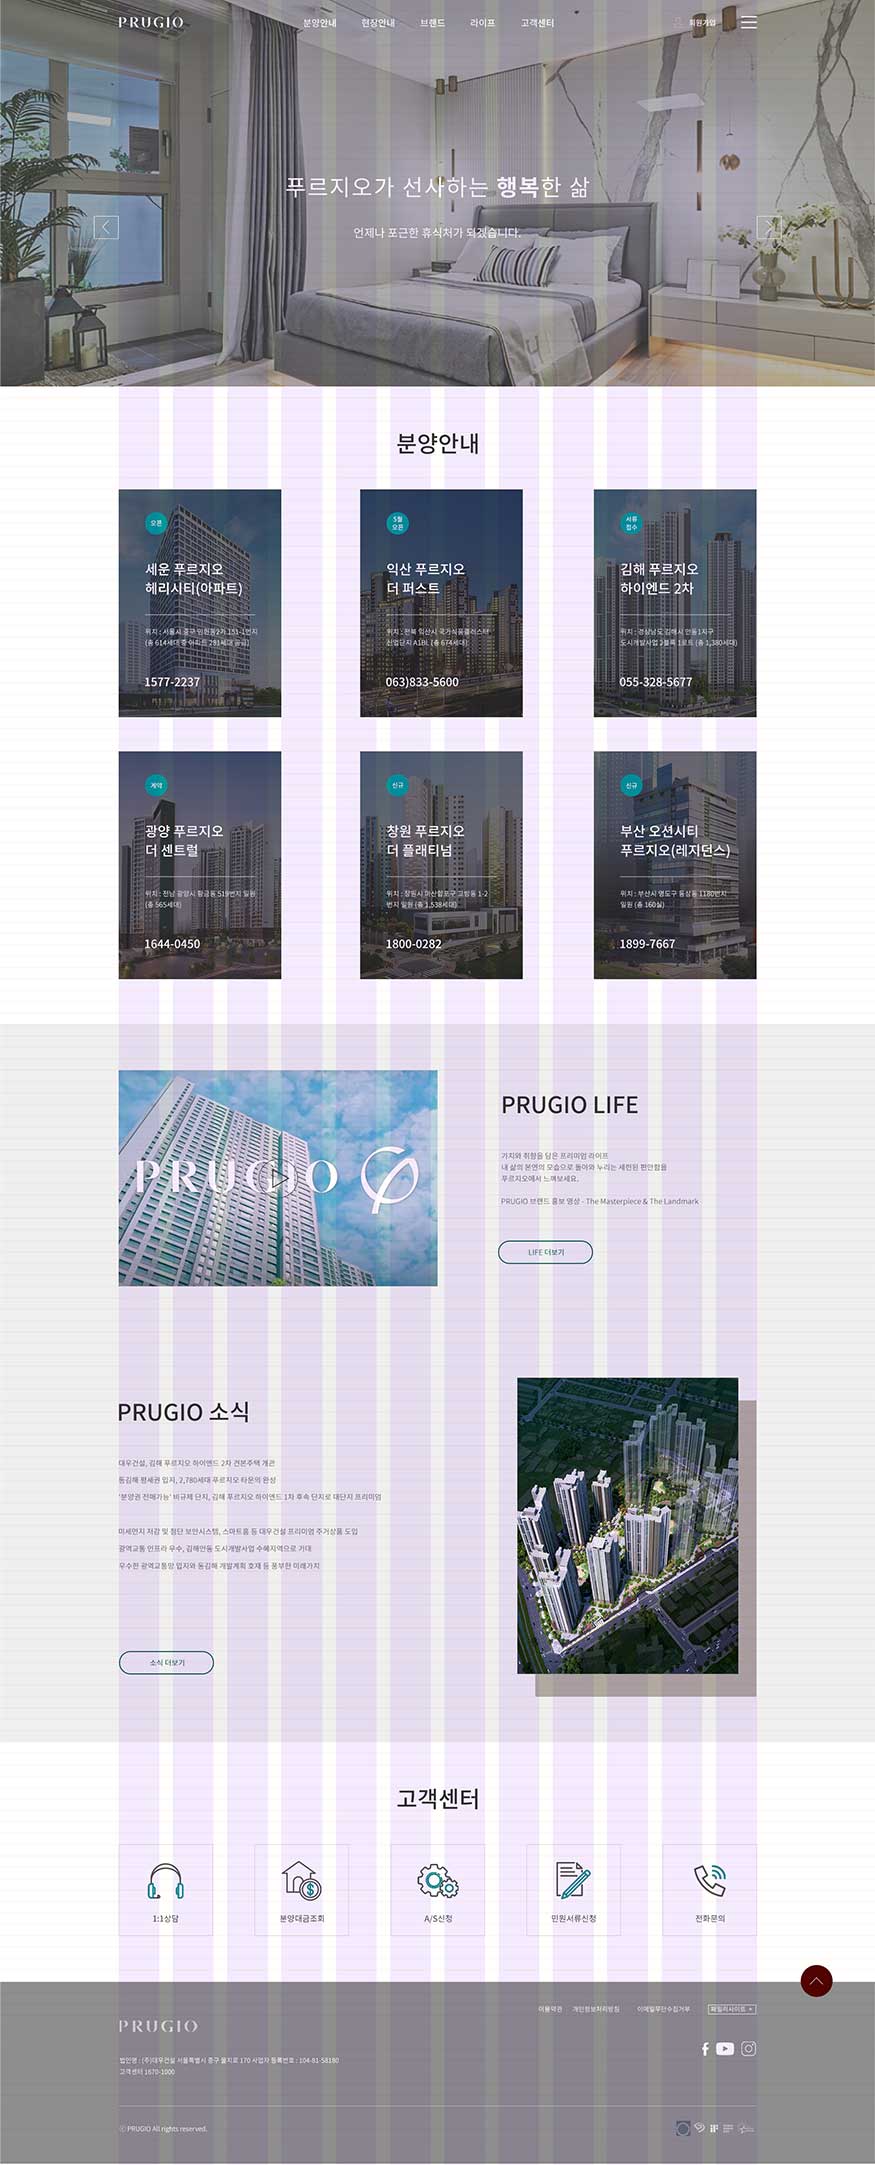 PRUGIO
분양안내 현장안내 브랜드 라이프 고객센터
회원가입
푸르지오가 선사하는 행복한 삶
언제나 포근한 휴식처가 되겠습니다.
분양안내
오픈
세운 푸르지오
헤리시티(아파트)
위치 : 서울시 중구 인현동2가 151-1번지
(총 614세대 중 아파트 291세대 공급)
1577-2237
5월
오픈
익산 푸르지오
더 퍼스트
위치 : 전북 익산시 국가식품클러스터
산업단지 A1BL (총 674세대)
063)833-5600
서류
접수
김해 푸르지오
하이엔드 2차
위치 : 경상남도 김해시 안동1지구
도시개발사업 2블록 1로트 (총 1,380세대)
055-328-5677
계약
광양 푸르지오
더 센트럴
위치 : 전남 광양시 황금동 519번지 일원
(총 565세대)
1644-0450
신규
창원 푸르지오
더 플래티넘
위치 : 창원시 마산합포구 교방동 1-2
번지 일원 (총 1,538세대)
1800-0282
신규
부산 오션시티
푸르지오(레지던스)
위치 : 부산시 영도구 동삼동 1180번지
일원 (총 160실)
1899-7667
PRUGIO
PRUGIO LIFE
가치와 취향을 담은 프리미엄 라이프
내 삶의 본연의 모습으로 돌아와 누리는 세련된 편안함을
푸르지오에서 느껴보세요.
PRUGIO 브랜드 홍보 영상 - The Masterpiece & The Landmark
LIFE 더보기
PRUGIO 소식
대우건설, 김해 푸르지오 하이엔드 2차 견본주택 개관
동김해 평세권 입지, 2,780세대 푸르지오 타운의 완성
'분양권 전매가능' 비규제 단지, 김해 푸르지오 하이엔드 1차 후속 단지로 대단지 프리미엄
미세먼지 저감 및 첨단 보안시스템, 스마트홈 등 대우건설 프리미엄 주거상품 도입
광역교통 인프라 우수, 김해안동 도시개발사업 수혜지역으로 기대
우수한 광역교통망 입지와 동김해 개발계획 호재 등 풍부한 미래가치
소식 더보기
고객센터
1:1상담
분양대금조회
A/S신청
민원서류신청
전화문의
이용약관 개인정보처리방침 이메일무단수집거부 패밀리사이트 +
PRUGIO
법인명 : (주)대우건설 서울특별시 중구 을지로 170 사업자 등록번호 : 104-81-58180
고객센터 1670-1000
ⓒ PRUGIO All rights reserved.